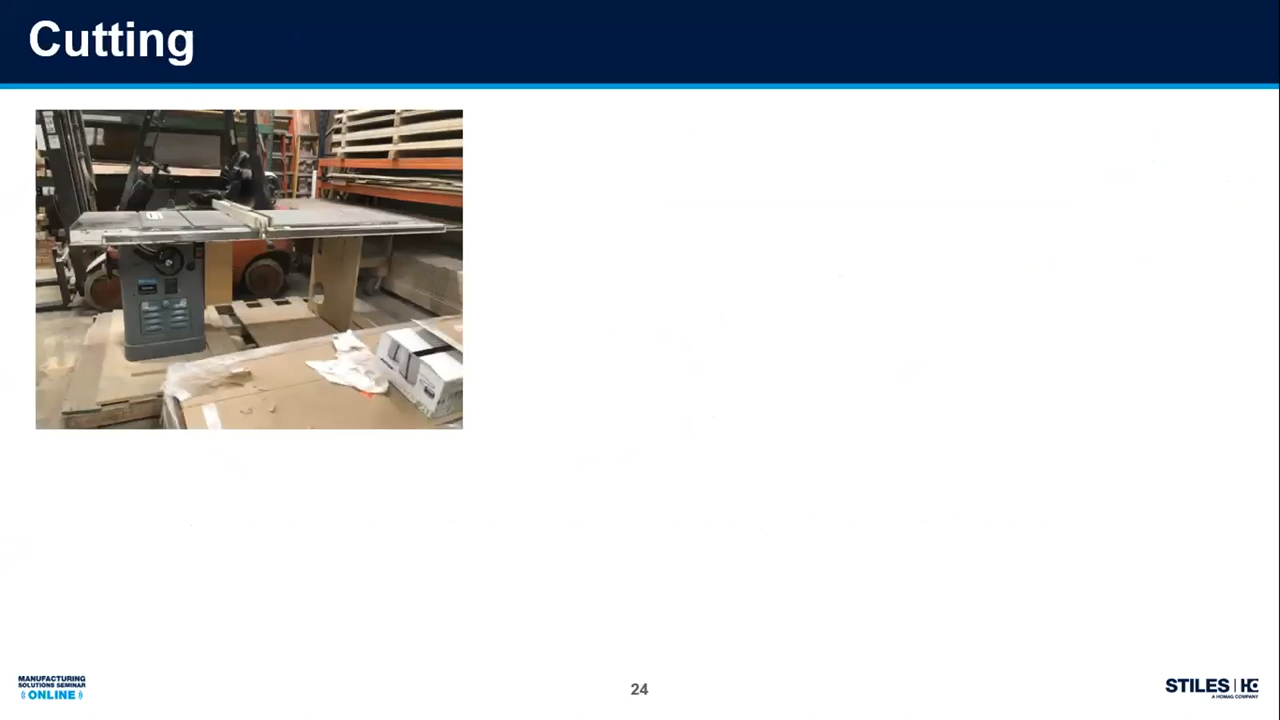 Cutting
MANUFACTURING
SOLUTIONS SEMINAR
ONLINE
24
STILES
A HOMAG COMPANY